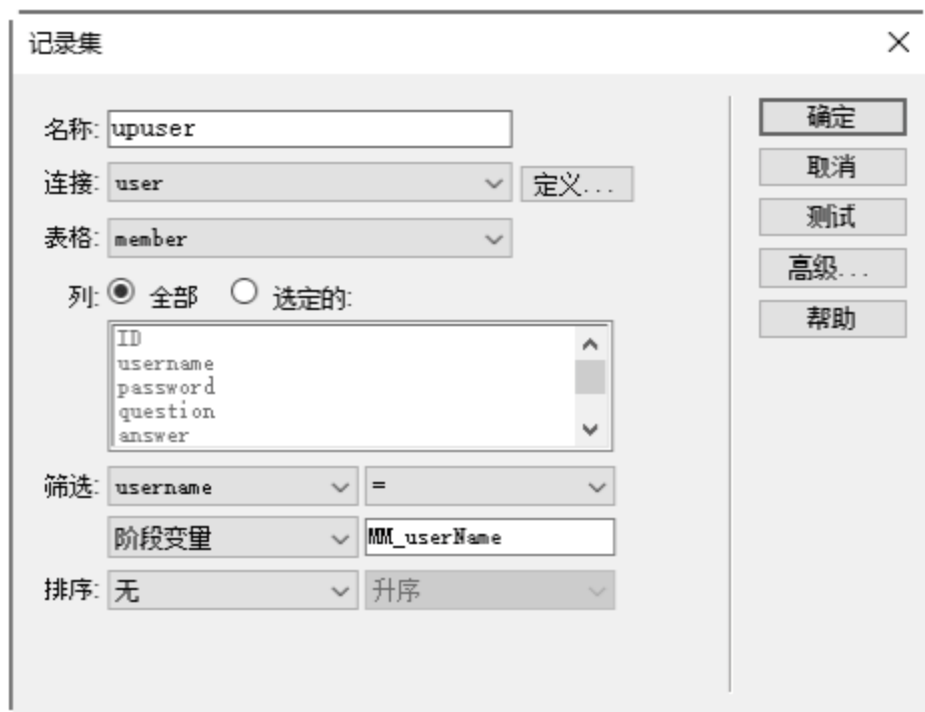 记录集
名称: upuser
连接: user 定义...
表格: member
列: 全部 选定的:
ID
username
password
question
answer
筛选: username =
阶段变量 MM_userName
排序: 无 升序
确定
取消
测试
高级...
帮助